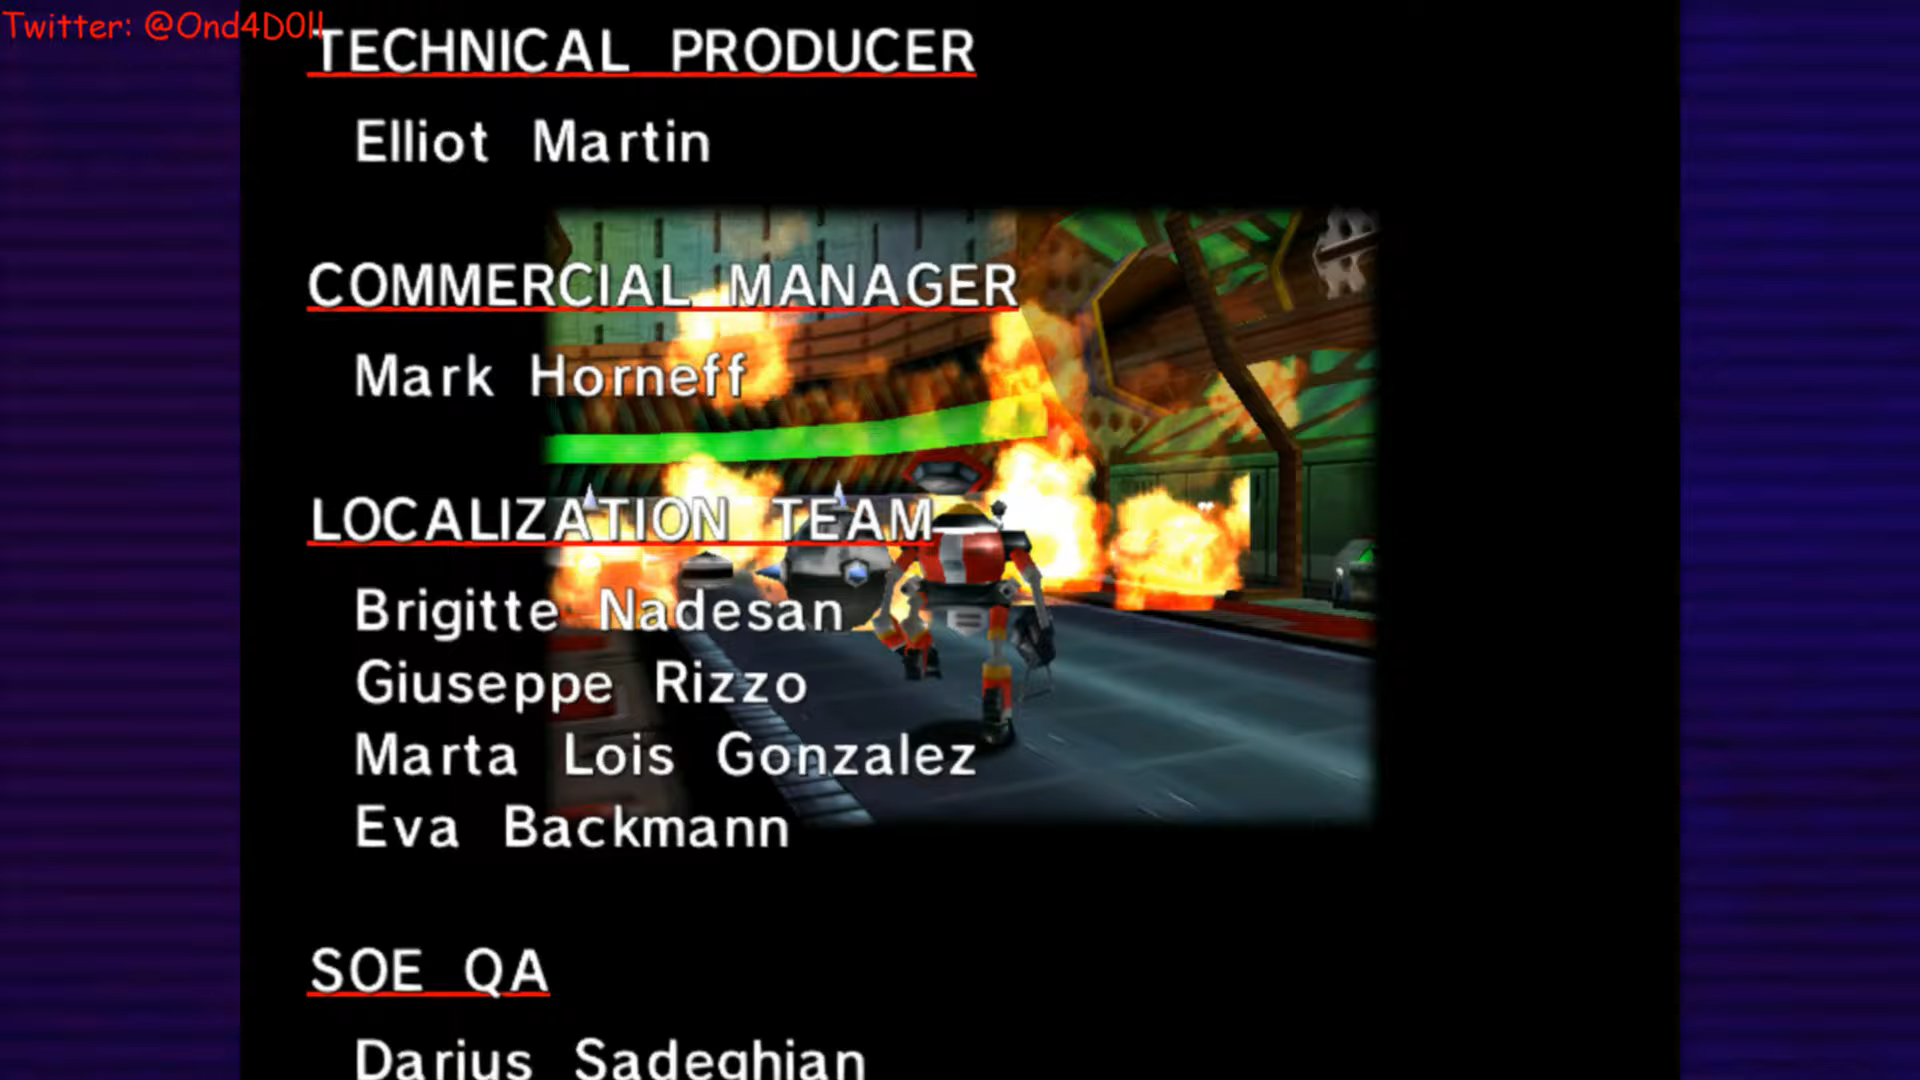 Twitter: @Ond4D0ll
TECHNICAL PRODUCER
Elliot Martin
COMMERCIAL MANAGER
Mark Horneff
LOCALIZATION TEAM
Brigitte Nadesan
Giuseppe Rizzo
Marta Lois Gonzalez
Eva Backmann
SOE QA
Darius Sadeghian